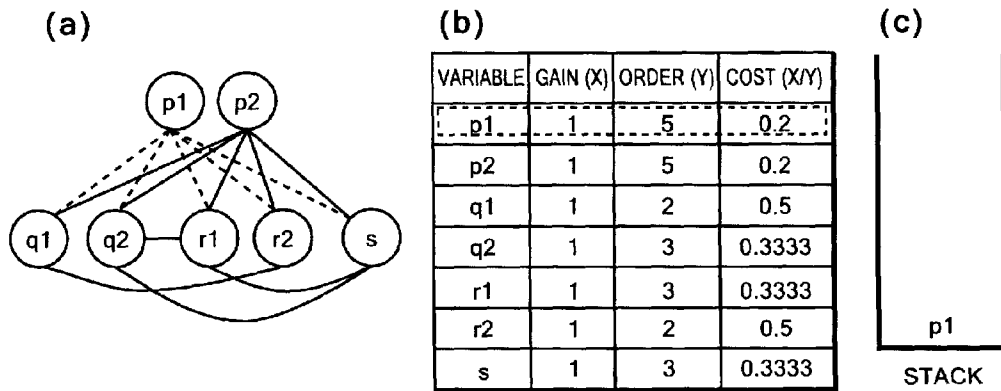 (a)
p1 p2
q1 q2 r1 r2 s
(b)
VARIABLE GAIN (X) ORDER (Y) COST (X/Y)
p1 1 5 0.2
p2 1 5 0.2
q1 1 2 0.5
q2 1 3 0.3333
r1 1 3 0.3333
r2 1 2 0.5
s 1 3 0.3333
(c)
p1
STACK